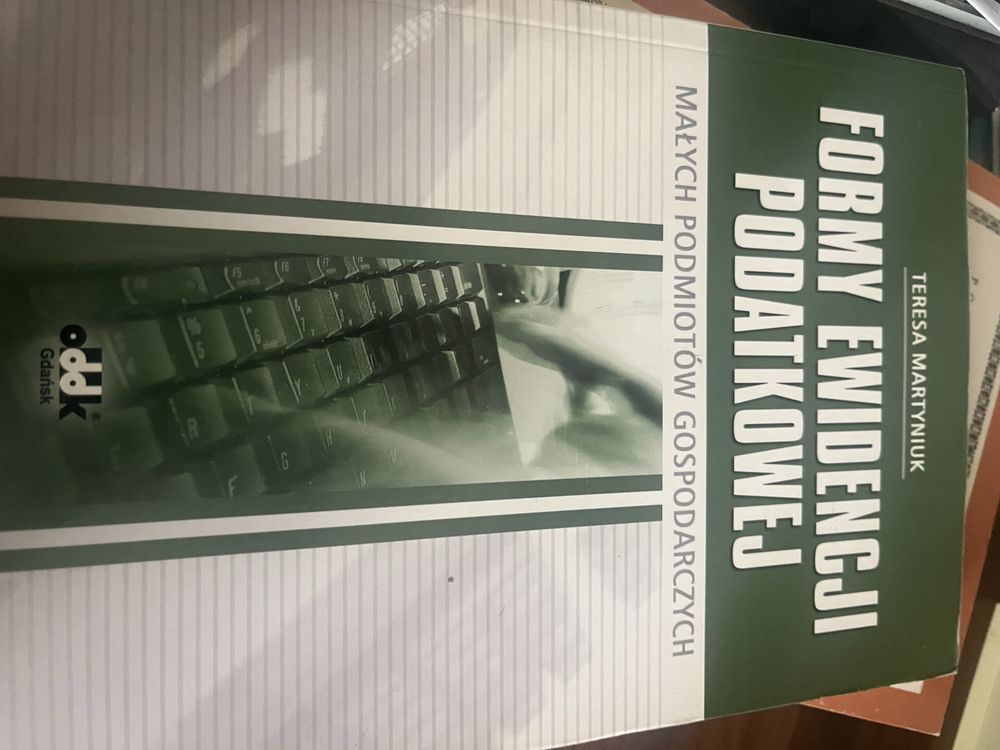 TERESA MARTYNIUK
FORMY EWIDENCJI
PODATKOWEJ
MAŁYCH PODMIOTÓW GOSPODARCZYCH
oddk®
Gdańsk